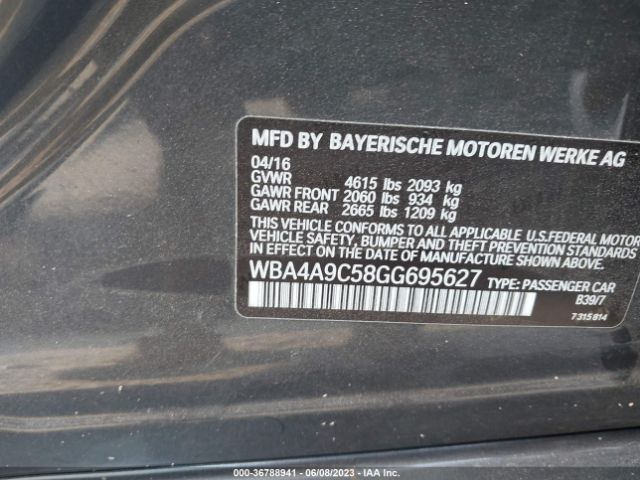 MFD BY BAYERISCHE MOTOREN WERKE AG
04/16
GVWR 4615 lbs 2093 kg
GAWR FRONT 2060 lbs 934 kg
GAWR REAR 2665 lbs 1209 kg
THIS VEHICLE CONFORMS TO ALL APPLICABLE U.S.FEDERAL MOTOR
VEHICLE SAFETY, BUMPER AND THEFT PREVENTION
IN EFFECT ON THE DATE OF MANUFACTURE
WBA4A9C58GG695627 TYPE: PASSENGER CAR
B39/7
7315814
000-36788941 - 06/08/2023 - IAA Inc.